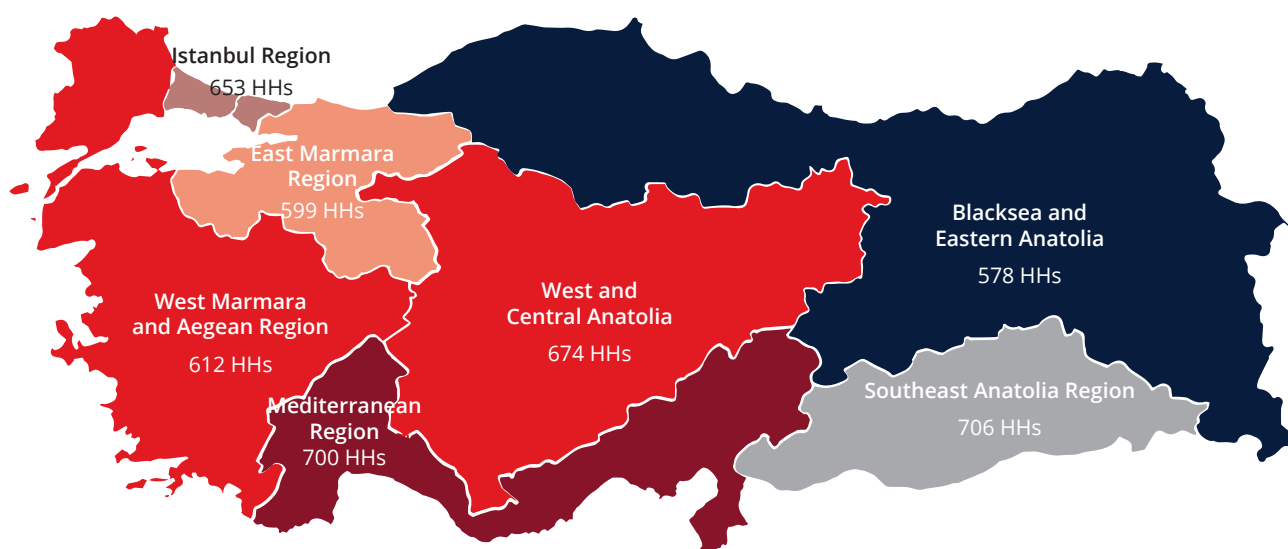 Istanbul Region
653 HHs
East Marmara
Region
599 HHs
Blacksea and
Eastern Anatolia
578 HHs
West Marmara
and Aegean Region
612 HHs
West and
Central Anatolia
674 HHs
Mediterranean
Region
700 HHs
Southeast Anatolia Region
706 HHs